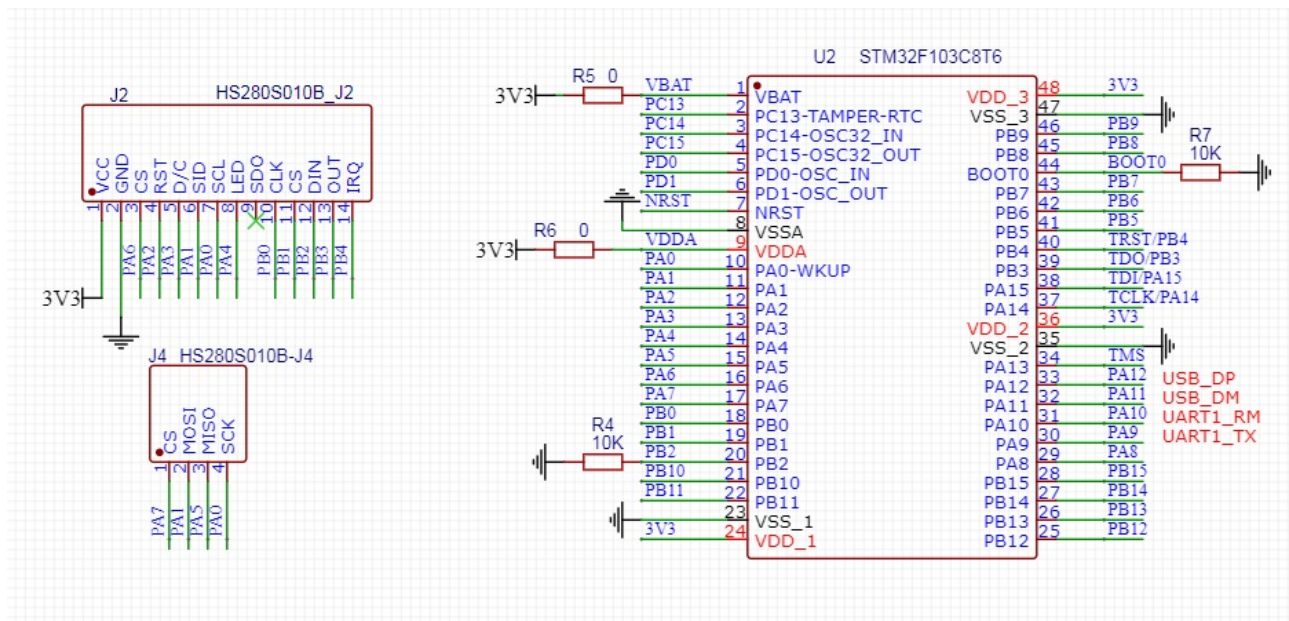 J2 HS280S010B_J2
VCC GND CS RST D/C SID SCL LED SDO CLK CS DIN OUT IRQ
1 2 3 4 5 6 7 8 9 10 11 12 13 14
PA6 PA2 PA3 PA1 PA0 PA4 PB0 PB1 PB2 PB3 PB4
3V3
J4 HS280S010B-J4
CS MOSI MISO SCK
1 2 3 4
PA7 PA1 PA5 PA0
U2 STM32F103C8T6
3V3 R5 0 VBAT 1 VBAT
PC13 2 PC13-TAMPER-RTC
PC14 3 PC14-OSC32_IN
PC15 4 PC15-OSC32_OUT
PD0 5 PD0-OSC_IN
PD1 6 PD1-OSC_OUT
NRST 7 NRST
8 VSSA
3V3 R6 0 VDDA 9 VDDA
PA0 10 PA0-WKUP
PA1 11 PA1
PA2 12 PA2
PA3 13 PA3
PA4 14 PA4
PA5 15 PA5
PA6 16 PA6
PA7 17 PA7
PB0 18 PB0
PB1 19 PB1
R4 10K PB2 20 PB2
PB10 21 PB10
PB11 22 PB11
23 VSS_1
3V3 24 VDD_1
VDD_3 48 3V3
VSS_3 47
PB9 46 PB9
PB8 45 PB8
BOOT0 44 BOOT0 R7 10K
PB7 43 PB7
PB6 42 PB6
PB5 41 PB5
PB4 40 TRST/PB4
PB3 39 TDO/PB3
PA15 38 TDI/PA15
PA14 37 TCLK/PA14
VDD_2 36 3V3
VSS_2 35
PA13 34 TMS
PA12 33 PA12 USB_DP
PA11 32 PA11 USB_DM
PA10 31 PA10 UART1_RM
PA9 30 PA9 UART1_TX
PA8 29 PA8
PB15 28 PB15
PB14 27 PB14
PB13 26 PB13
PB12 25 PB12